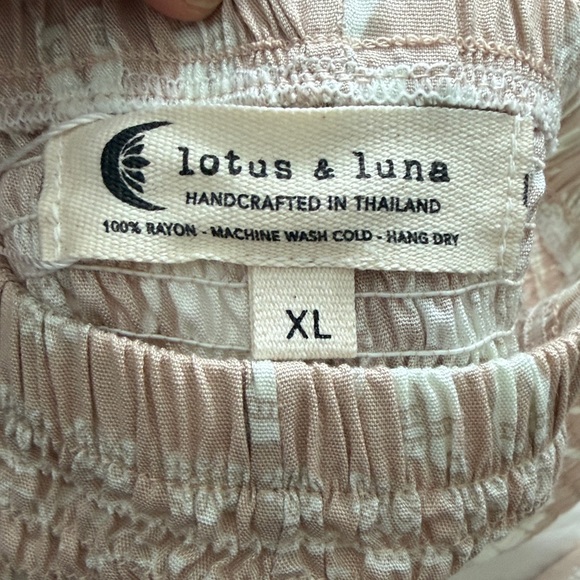 lotus & luna
HANDCRAFTED IN THAILAND
100% RAYON - MACHINE WASH COLD - HANG DRY
XL